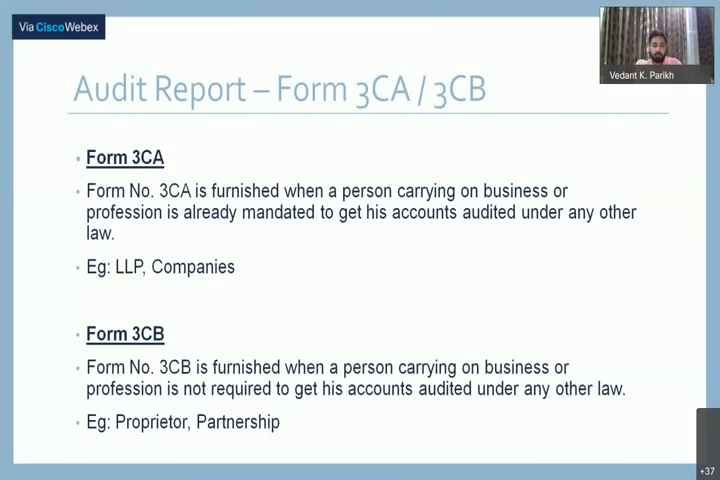 Via CiscoWebex
Vedant K. Parikh
Audit Report – Form 3CA / 3CB
• Form 3CA
• Form No. 3CA is furnished when a person carrying on business or
profession is already mandated to get his accounts audited under any other
law.
• Eg: LLP, Companies
• Form 3CB
• Form No. 3CB is furnished when a person carrying on business or
profession is not required to get his accounts audited under any other law.
• Eg: Proprietor, Partnership
+37